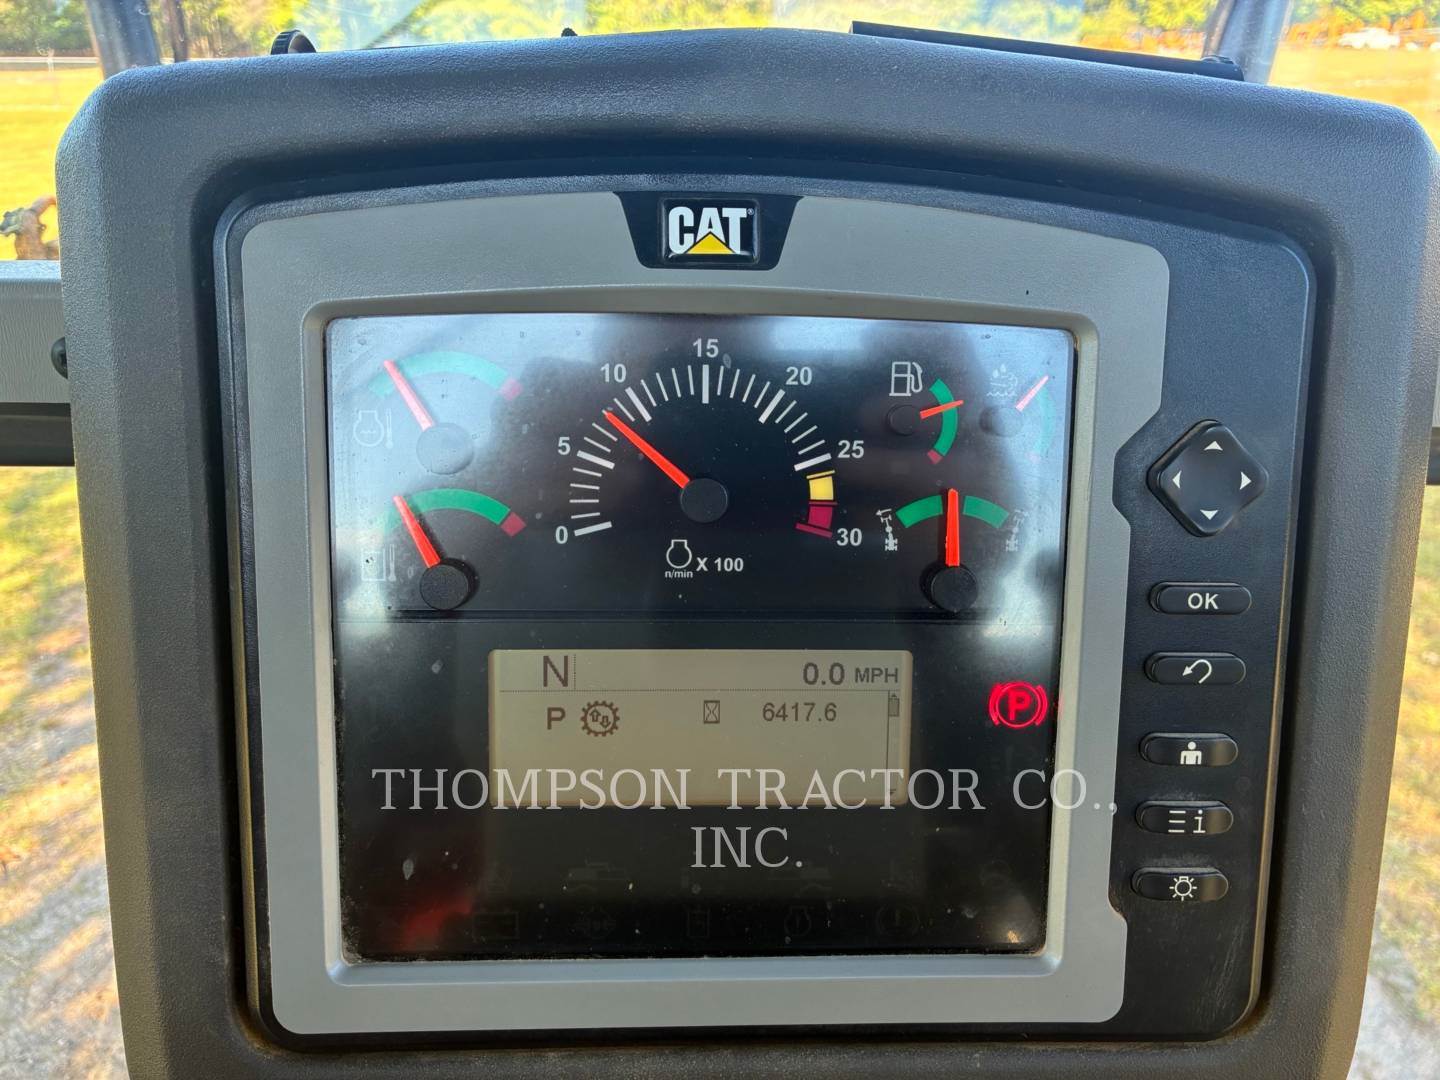 CAT
15
10
20
5
25
0
30
n/min X 100
N 0.0 MPH
P 6417.6
P
OK
i
THOMPSON TRACTOR CO.,
INC.